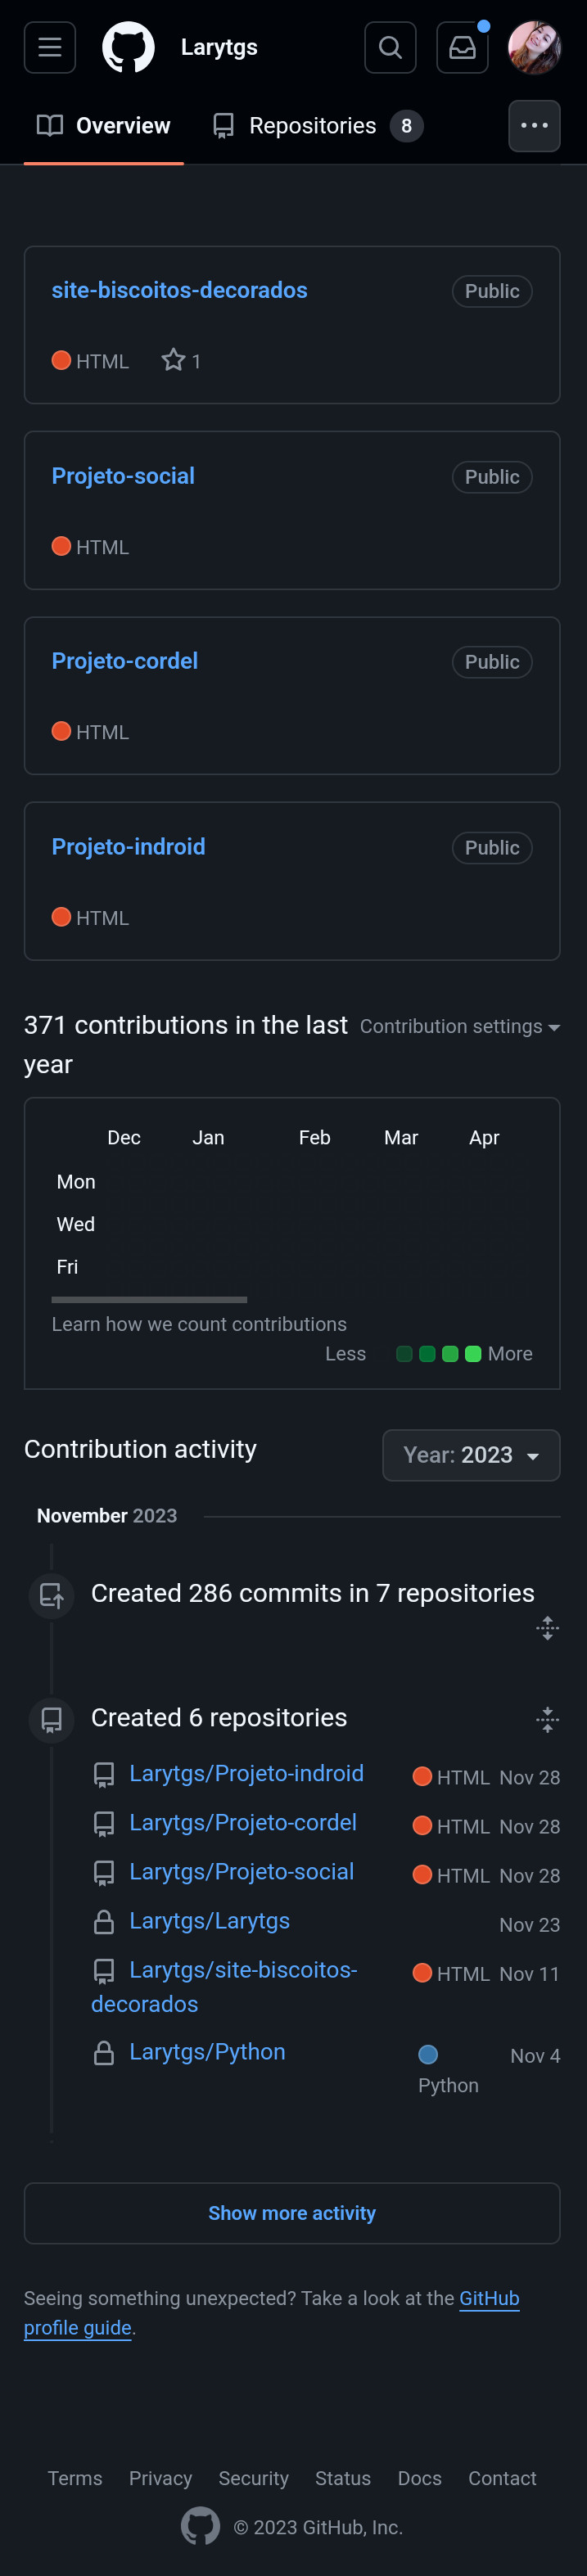 Larytgs
Overview
Repositories 8
site-biscoitos-decorados Public
HTML 1
Projeto-social Public
HTML
Projeto-cordel Public
HTML
Projeto-indroid Public
HTML
371 contributions in the last Contribution settings
year
Dec Jan Feb Mar Apr
Mon
Wed
Fri
Learn how we count contributions
Less More
Contribution activity Year: 2023
November 2023
Created 286 commits in 7 repositories
Created 6 repositories
Larytgs/Projeto-indroid HTML Nov 28
Larytgs/Projeto-cordel HTML Nov 28
Larytgs/Projeto-social HTML Nov 28
Larytgs/Larytgs Nov 23
Larytgs/site-biscoitos- HTML Nov 11
decorados
Larytgs/Python Nov 4
Python
Show more activity
Seeing something unexpected? Take a look at the GitHub
profile guide.
Terms Privacy Security Status Docs Contact
© 2023 GitHub, Inc.